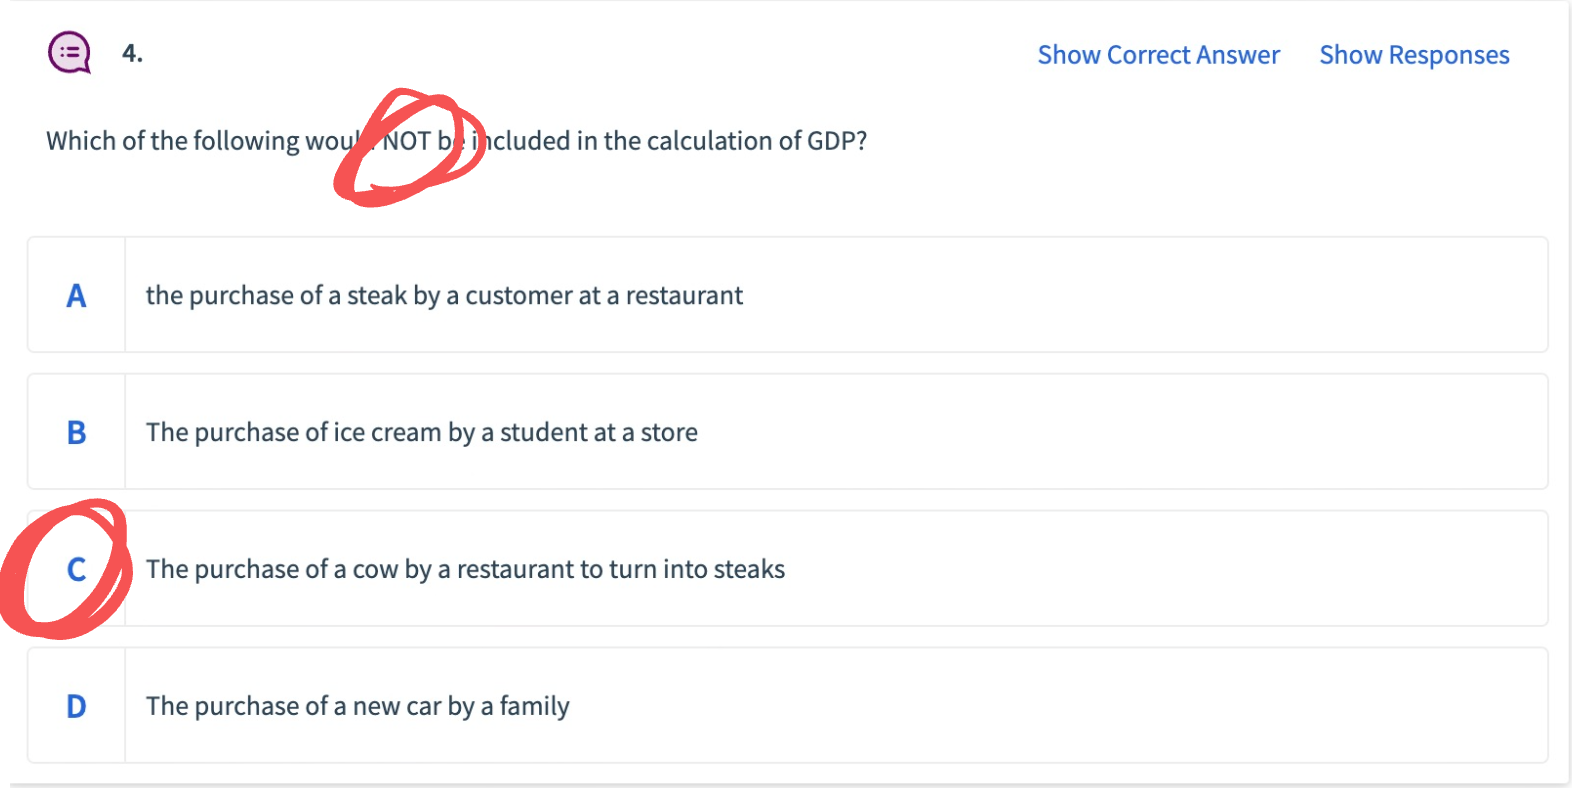 4.
Show Correct Answer Show Responses
Which of the following would NOT be included in the calculation of GDP?
A the purchase of a steak by a customer at a restaurant
B The purchase of ice cream by a student at a store
C The purchase of a cow by a restaurant to turn into steaks
D The purchase of a new car by a family